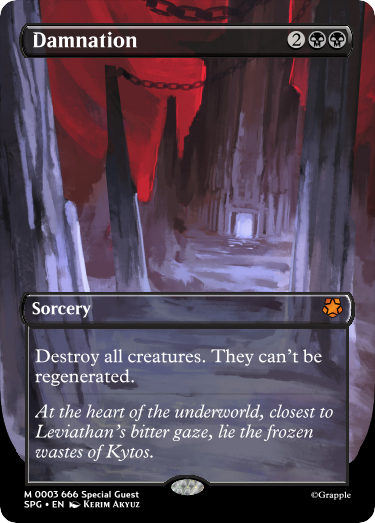 Damnation 2
Sorcery
Destroy all creatures. They can't be
regenerated.
At the heart of the underworld, closest to
Leviathan's bitter gaze, lie the frozen
wastes of Kytos.
M 0003 666 Special Guest
SPG • EN Kerim Akyuz
©Grapple